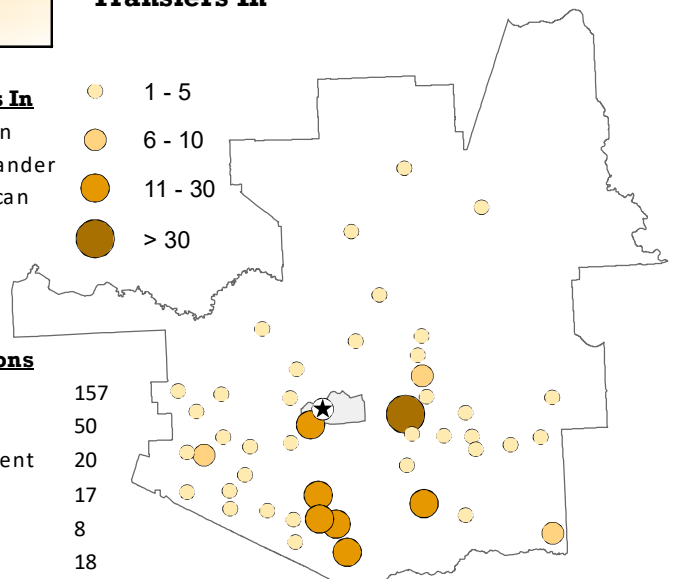 Transfers In
s In
n
ander
can
1 - 5
6 - 10
11 - 30
> 30
ons
157
50
ent 20
17
8
18